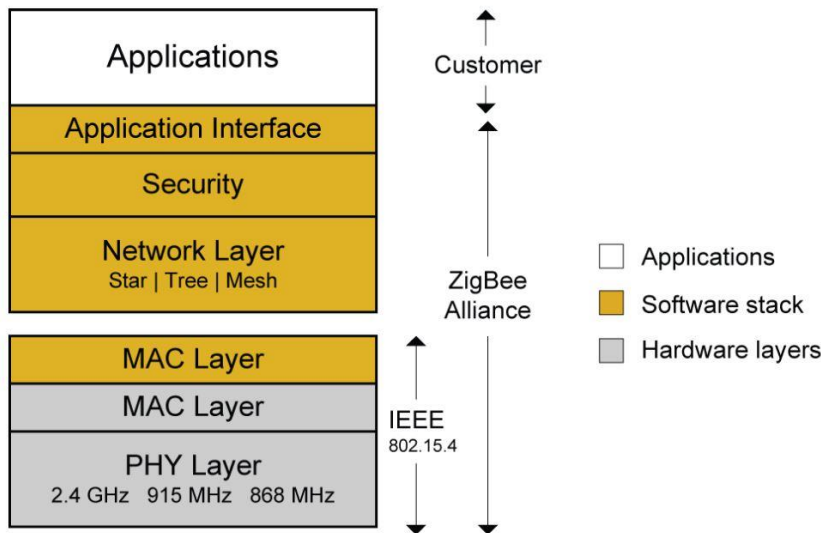 Applications
Application Interface
Security
Network Layer
Star | Tree | Mesh
MAC Layer
MAC Layer
PHY Layer
2.4 GHz 915 MHz 868 MHz
Customer
ZigBee
Alliance
IEEE
802.15.4
Applications
Software stack
Hardware layers